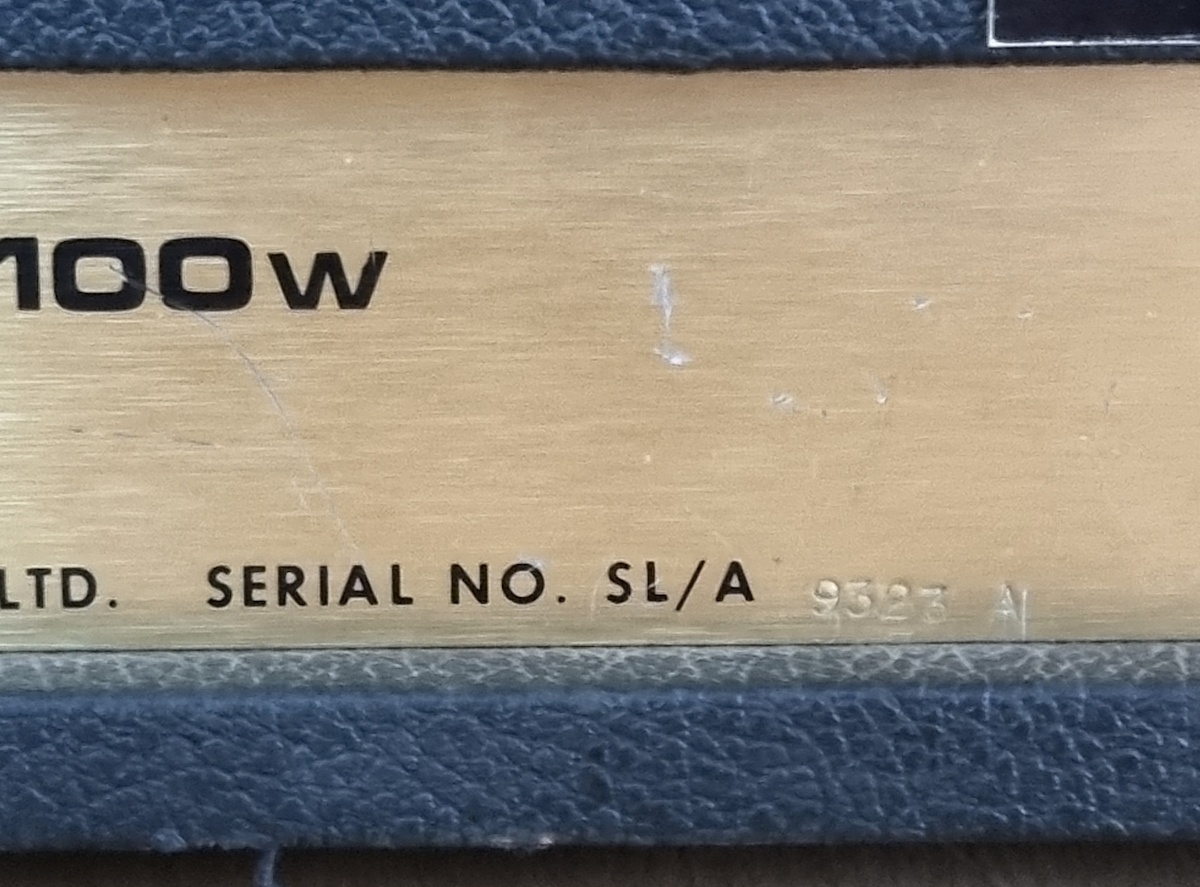 100w
LTD. SERIAL NO. SL/A 9323 A